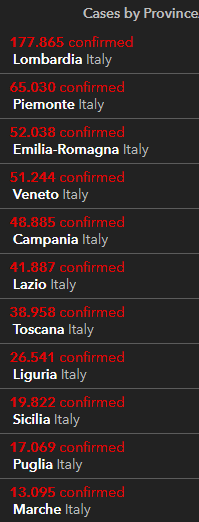 Cases by Province
177.865 confirmed
Lombardia Italy
65.030 confirmed
Piemonte Italy
52.038 confirmed
Emilia-Romagna Italy
51.244 confirmed
Veneto Italy
48.885 confirmed
Campania Italy
41.887 confirmed
Lazio Italy
38.958 confirmed
Toscana Italy
26.541 confirmed
Liguria Italy
19.822 confirmed
Sicilia Italy
17.069 confirmed
Puglia Italy
13.095 confirmed
Marche Italy